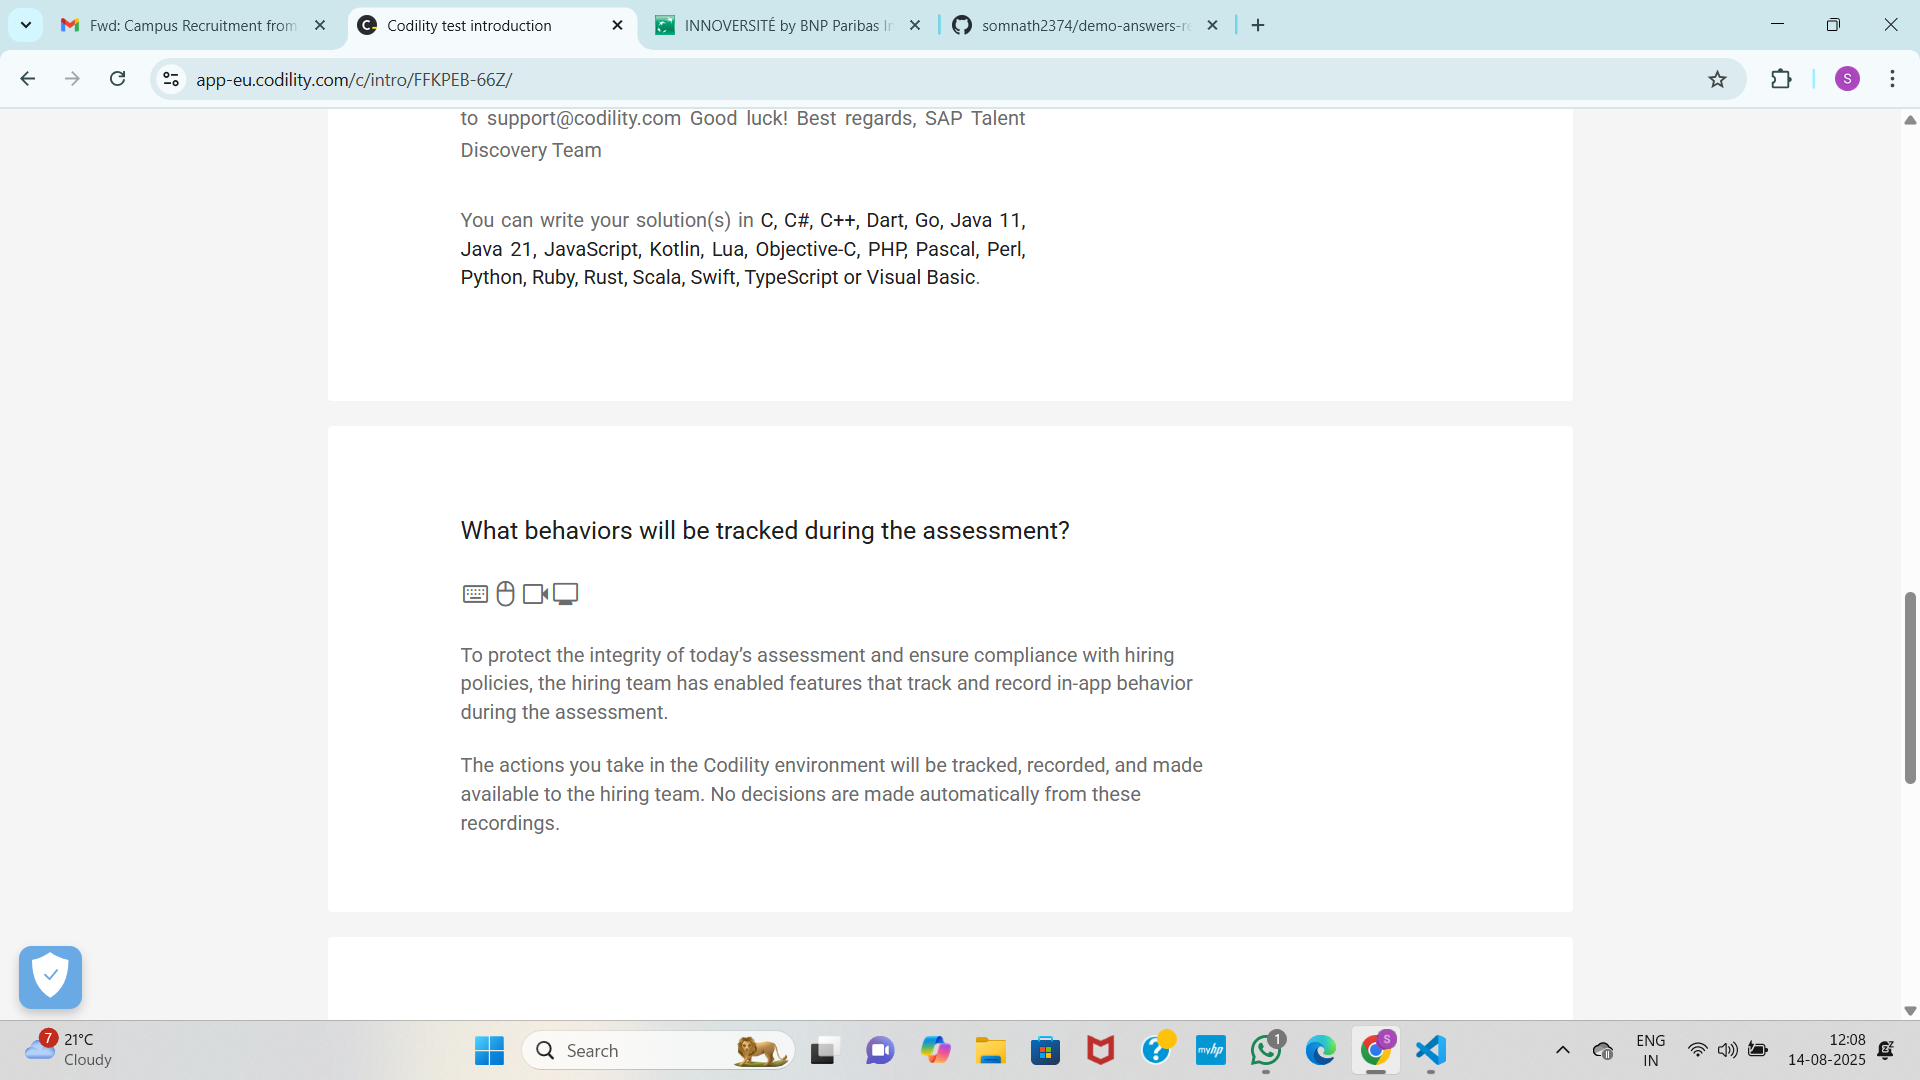 Fwd: Campus Recruitment from
Codility test introduction
INNOVERSITÉ by BNP Paribas In
somnath2374/demo-answers-re
app-eu.codility.com/c/intro/FFKPEB-66Z/
S
to support@codility.com Good luck! Best regards, SAP Talent
Discovery Team
You can write your solution(s) in C, C#, C++, Dart, Go, Java 11,
Java 21, JavaScript, Kotlin, Lua, Objective-C, PHP, Pascal, Perl,
Python, Ruby, Rust, Scala, Swift, TypeScript or Visual Basic.
What behaviors will be tracked during the assessment?
To protect the integrity of today’s assessment and ensure compliance with hiring
policies, the hiring team has enabled features that track and record in-app behavior
during the assessment.
The actions you take in the Codility environment will be tracked, recorded, and made
available to the hiring team. No decisions are made automatically from these
recordings.
7
21°C
Cloudy
Search
myhp
1
S
ENG
IN
12:08
14-08-2025